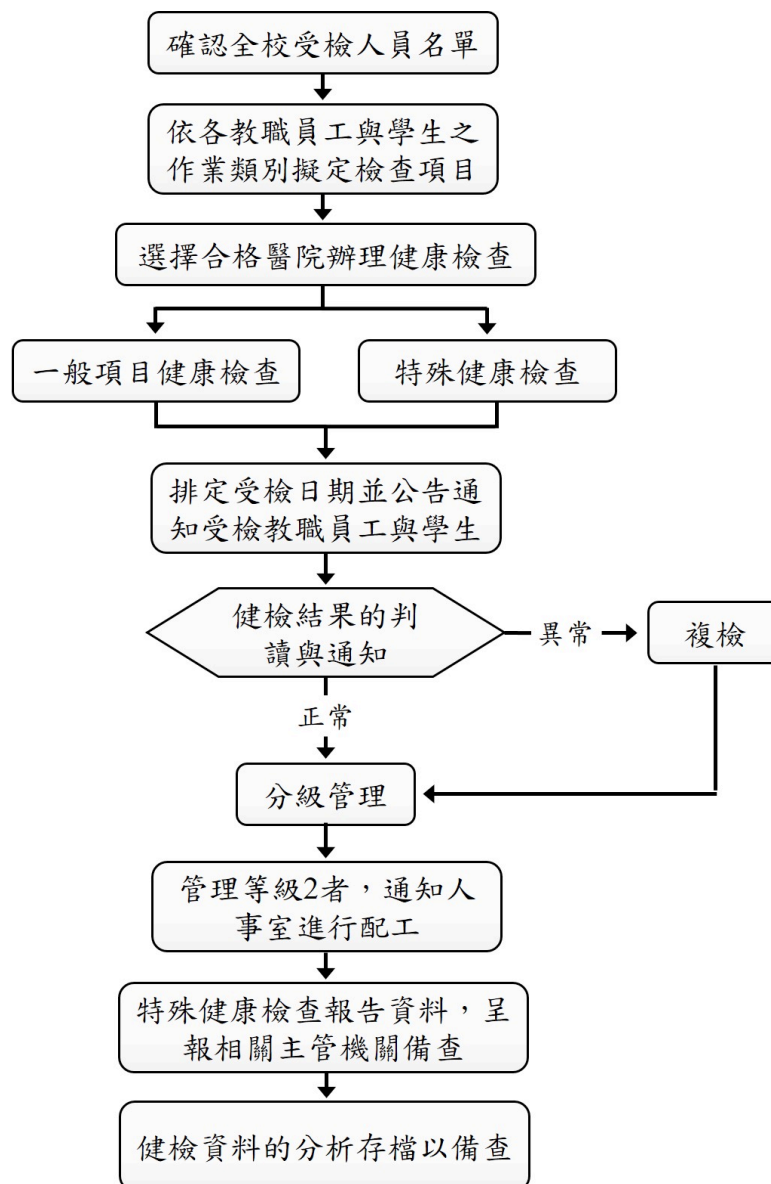 確認全校受檢人員名單
依各教職員工與學生之
作業類別擬定檢查項目
選擇合格醫院辦理健康檢查
一般項目健康檢查
特殊健康檢查
排定受檢日期並公告通
知受檢教職員工與學生
健檢結果的判
讀與通知
異常
複檢
正常
分級管理
管理等級2者，通知人
事室進行配工
特殊健康檢查報告資料，呈
報相關主管機關備查
健檢資料的分析存檔以備查